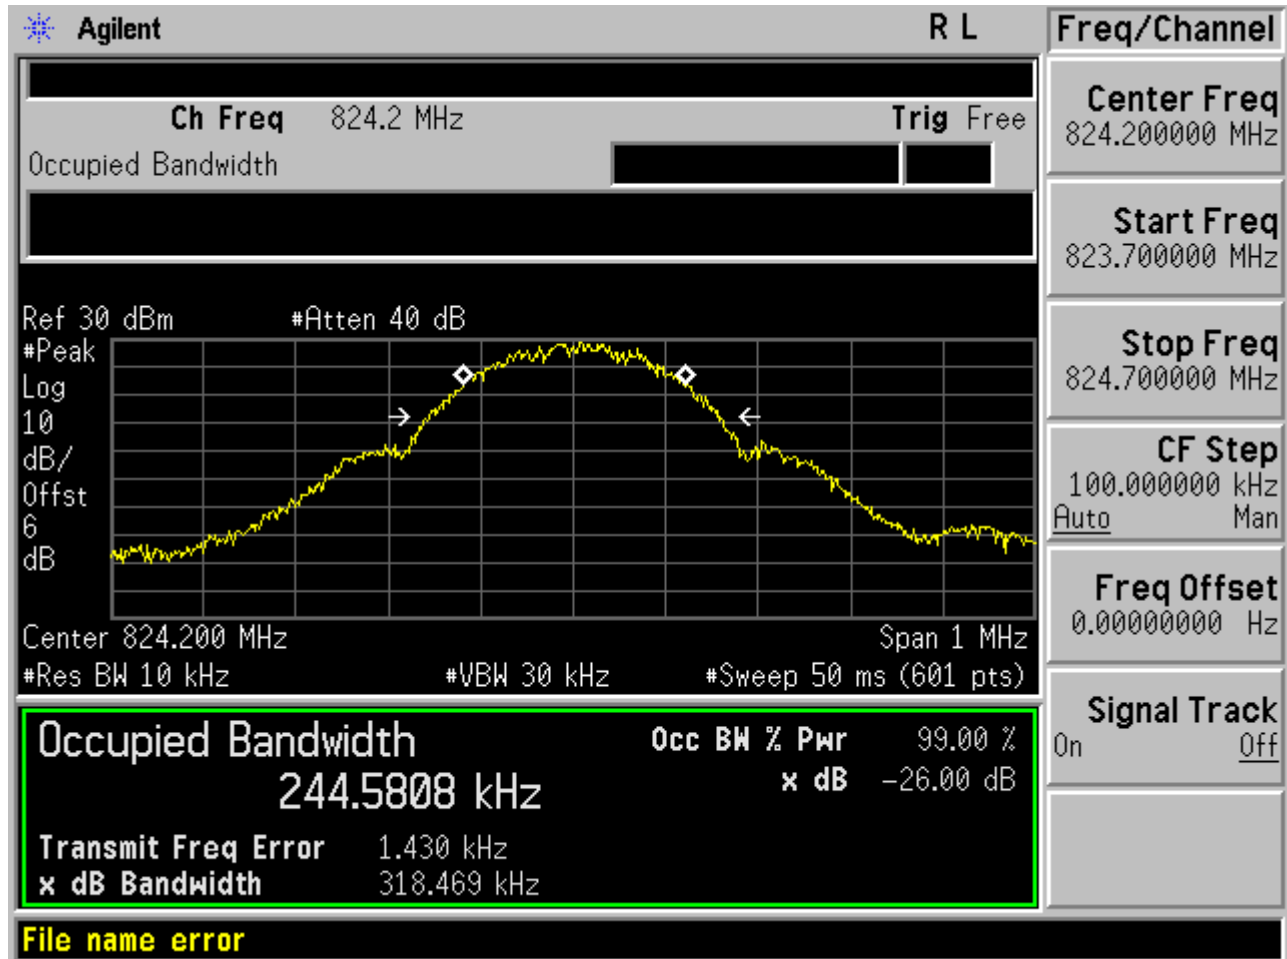 Agilent R L
Ch Freq 824.2 MHz Trig Free
Occupied Bandwidth
Ref 30 dBm #Atten 40 dB
#Peak
Log
10
dB/
Offst
6
dB
Center 824.200 MHz Span 1 MHz
#Res BW 10 kHz #VBW 30 kHz #Sweep 50 ms (601 pts)
Occupied Bandwidth Occ BW % Pwr 99.00 %
244.5808 kHz x dB -26.00 dB
Transmit Freq Error 1.430 kHz
x dB Bandwidth 318.469 kHz
File name error
Freq/Channel
Center Freq
824.200000 MHz
Start Freq
823.700000 MHz
Stop Freq
824.700000 MHz
CF Step
100.000000 kHz
Auto Man
Freq Offset
0.00000000 Hz
Signal Track
On Off